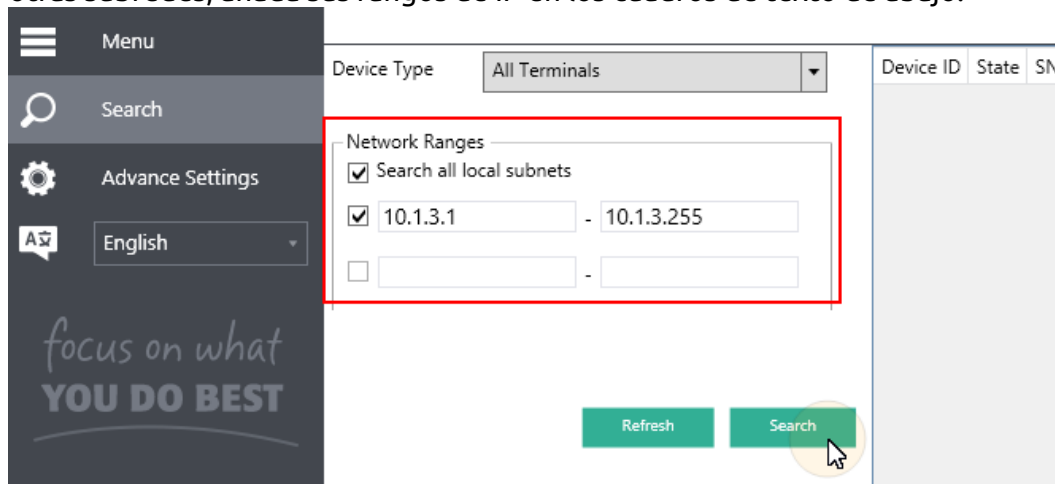 Menu
Search
Advance Settings
English
focus on what
YOU DO BEST
Device Type
All Terminals
Network Ranges
Search all local subnets
10.1.3.1 - 10.1.3.255
-
Refresh
Search
Device ID State